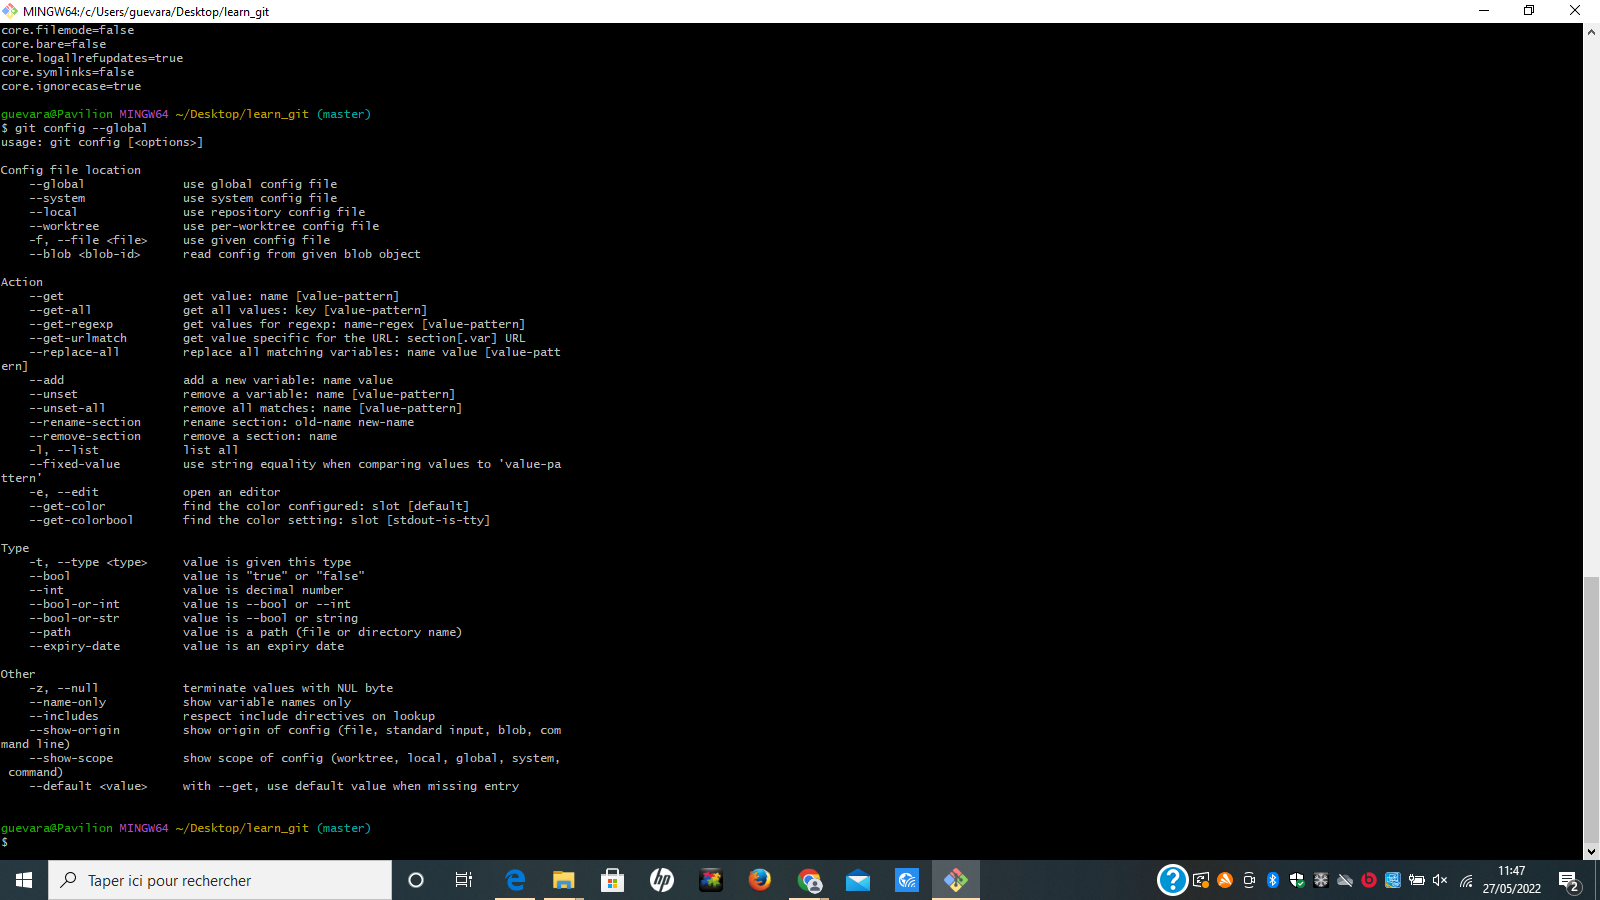 MINGW64:/c/Users/guevara/Desktop/learn_git
core.filemode=false
core.bare=false
core.logallrefupdates=true
core.symlinks=false
core.ignorecase=true
guevara@Pavilion MINGW64 ~/Desktop/learn_git (master)
$ git config --global
usage: git config [<options>]
Config file location
--global use global config file
--system use system config file
--local use repository config file
--worktree use per-worktree config file
-f, --file <file> use given config file
--blob <blob-id> read config from given blob object
Action
--get get value: name [value-pattern]
--get-all get all values: key [value-pattern]
--get-regexp get values for regexp: name-regex [value-pattern]
--get-urlmatch get value specific for the URL: section[.var] URL
--replace-all replace all matching variables: name value [value-patt
ern]
--add add a new variable: name value
--unset remove a variable: name [value-pattern]
--unset-all remove all matches: name [value-pattern]
--rename-section rename section: old-name new-name
--remove-section remove a section: name
-l, --list list all
--fixed-value use string equality when comparing values to 'value-pa
ttern'
-e, --edit open an editor
--get-color find the color configured: slot [default]
--get-colorbool find the color setting: slot [stdout-is-tty]
Type
-t, --type <type> value is given this type
--bool value is "true" or "false"
--int value is decimal number
--bool-or-int value is --bool or --int
--bool-or-str value is --bool or string
--path value is a path (file or directory name)
--expiry-date value is an expiry date
Other
-z, --null terminate values with NUL byte
--name-only show variable names only
--includes respect include directives on lookup
--show-origin show origin of config (file, standard input, blob, com
mand line)
--show-scope show scope of config (worktree, local, global, system,
command)
--default <value> with --get, use default value when missing entry
guevara@Pavilion MINGW64 ~/Desktop/learn_git (master)
$
Taper ici pour rechercher
hp
?
11:47
27/05/2022
2